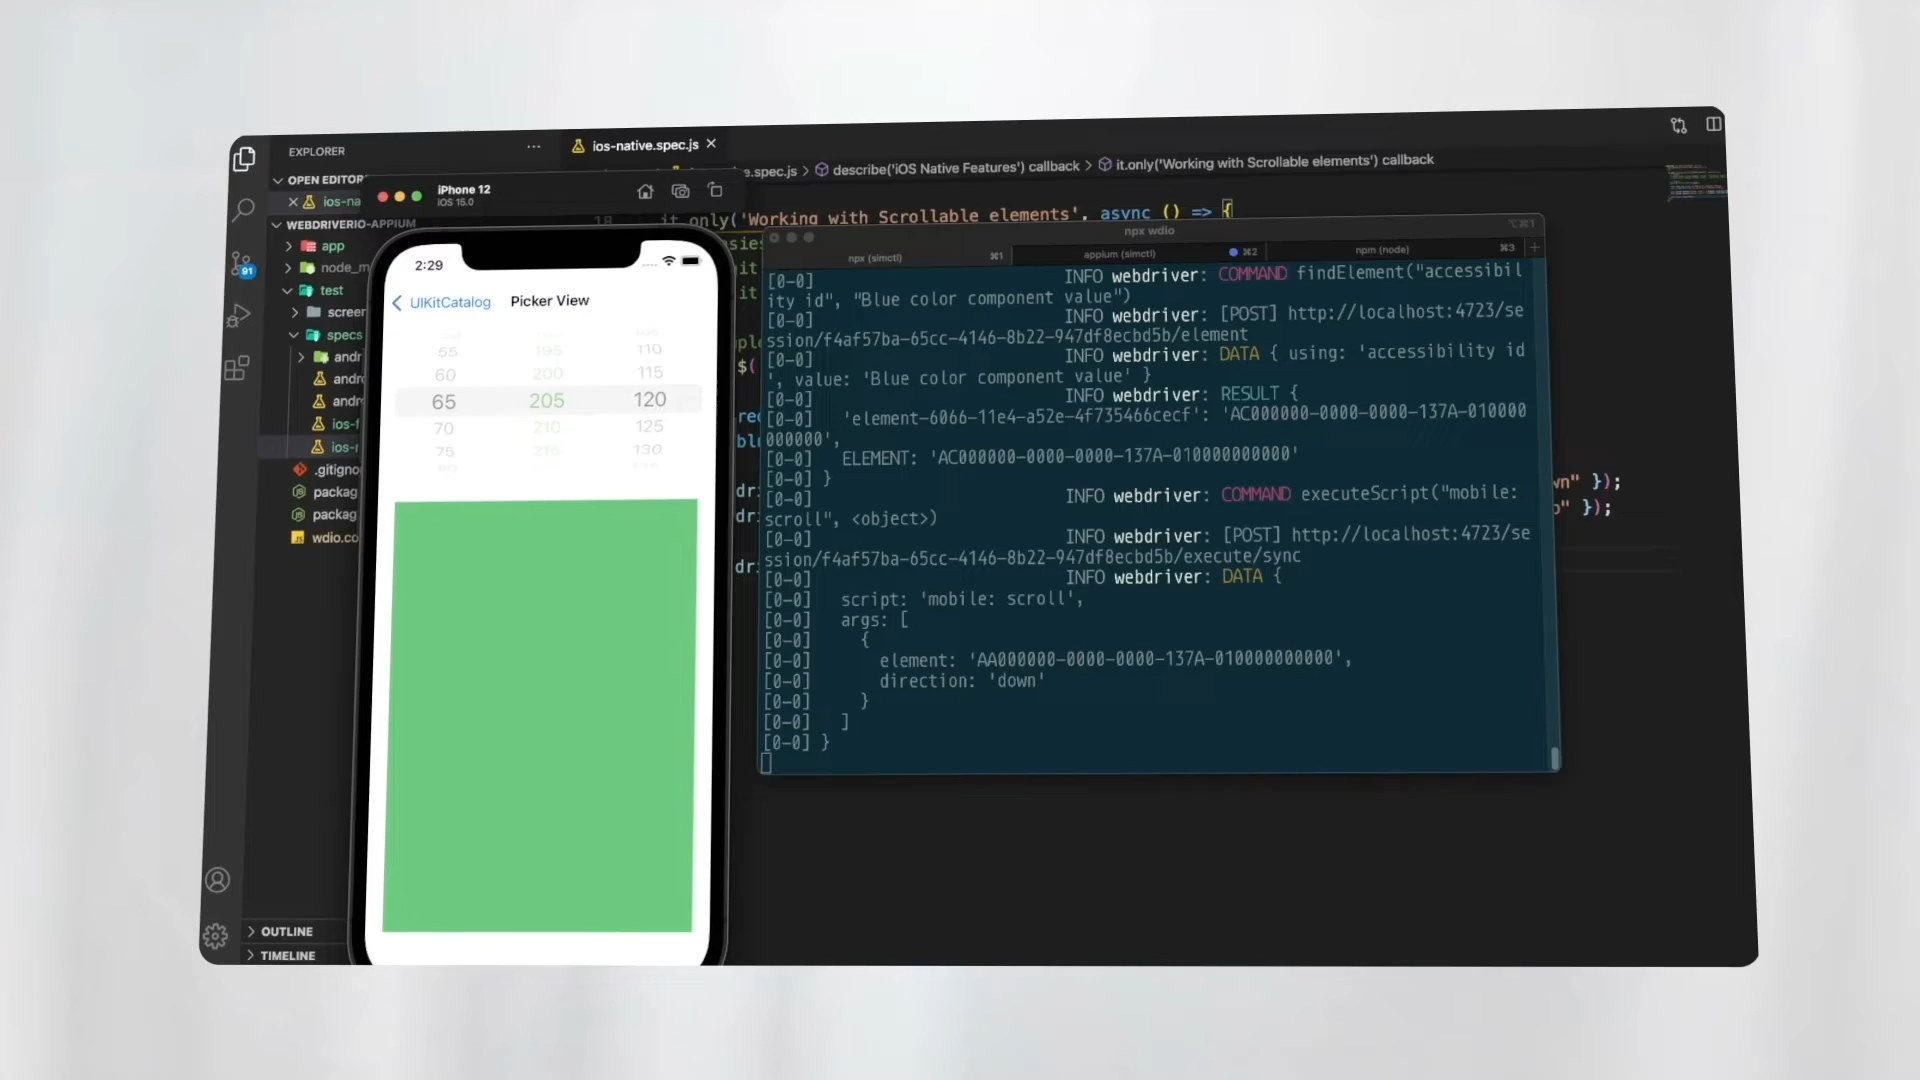 EXPLORER
...
ios-native.spec.js
e.spec.js > describe('iOS Native Features') callback > it.only('Working with Scrollable elements') callback
OPEN EDITOR
ios-na
WEBDRIVERIO-APPIUM
app
node_m
test
screer
specs
andr
andro
andro
ios-f
ios-r
.gitigno
packag
packag
wdio.co
91
OUTLINE
TIMELINE
iPhone 12
iOS 15.0
2:29
UIKitCatalog
Picker View
55 195 110
60 200 115
65 205 120
70 210 125
75 215 130
18 it.only('Working with Scrollable elements', async () => {
wn" });
" });
npx wdio
⌥⌘1
npx (simctl) ⌘1
appium (simctl) ⌘2
npm (node) ⌘3
[0-0] INFO webdriver: COMMAND findElement("accessibil
ity id", "Blue color component value")
[0-0] INFO webdriver: [POST] http://localhost:4723/se
ssion/f4af57ba-65cc-4146-8b22-947df8ecbd5b/element
[0-0] INFO webdriver: DATA { using: 'accessibility id
', value: 'Blue color component value' }
[0-0] INFO webdriver: RESULT {
[0-0] 'element-6066-11e4-a52e-4f735466cecf': 'AC000000-0000-0000-137A-010000
000000',
[0-0] ELEMENT: 'AC000000-0000-0000-137A-010000000000'
[0-0] }
[0-0] INFO webdriver: COMMAND executeScript("mobile:
scroll", <object>)
[0-0] INFO webdriver: [POST] http://localhost:4723/se
ssion/f4af57ba-65cc-4146-8b22-947df8ecbd5b/execute/sync
[0-0] INFO webdriver: DATA {
[0-0] script: 'mobile: scroll',
[0-0] args: [
[0-0] {
[0-0] element: 'AA000000-0000-0000-137A-010000000000',
[0-0] direction: 'down'
[0-0] }
[0-0] ]
[0-0] }